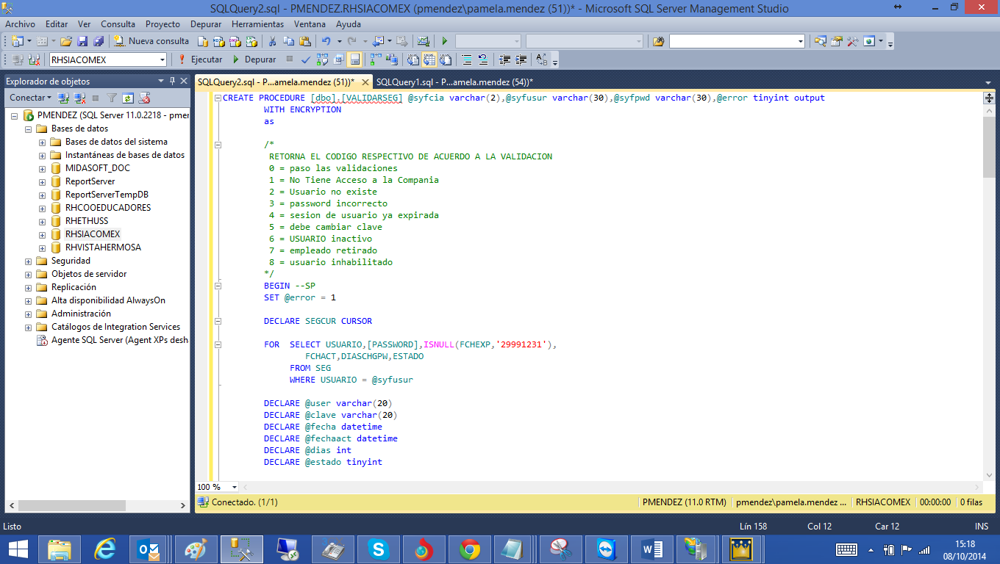 SQLQuery2.sql - PMENDEZ.RHSIACOMEX (pmendez\pamela.mendez (51))* - Microsoft SQL Server Management Studio
Archivo Editar Ver Consulta Proyecto Depurar Herramientas Ventana Ayuda
Nueva consulta
RHSIACOMEX Ejecutar Depurar
Explorador de objetos
Conectar
PMENDEZ (SQL Server 11.0.2218 - pmer
Bases de datos
Bases de datos del sistema
Instantáneas de bases de datos
MIDASOFT_DOC
ReportServer
ReportServerTempDB
RHCOOEDUCADORES
RHETHUSS
RHSIACOMEX
RHVISTAHERMOSA
Seguridad
Objetos de servidor
Replicación
Alta disponibilidad AlwaysOn
Administración
Catálogos de Integration Services
Agente SQL Server (Agent XPs desh
SQLQuery2.sql - P...amela.mendez (51))* SQLQuery1.sql - P...amela.mendez (54))*
CREATE PROCEDURE [dbo].[VALIDARSEG] @syfcia varchar(2),@syfusur varchar(30),@syfpwd varchar(30),@error tinyint output
WITH ENCRYPTION
as
/*
RETORNA EL CODIGO RESPECTIVO DE ACUERDO A LA VALIDACION
0 = paso las validaciones
1 = No Tiene Acceso a la Compania
2 = Usuario no existe
3 = password incorrecto
4 = sesion de usuario ya expirada
5 = debe cambiar clave
6 = USUARIO inactivo
7 = empleado retirado
8 = usuario inhabilitado
*/
BEGIN --SP
SET @error = 1
DECLARE SEGCUR CURSOR
FOR SELECT USUARIO,[PASSWORD],ISNULL(FCHEXP,'29991231'),
FCHACT,DIASCHGPW,ESTADO
FROM SEG
WHERE USUARIO = @syfusur
DECLARE @user varchar(20)
DECLARE @clave varchar(20)
DECLARE @fecha datetime
DECLARE @fechaact datetime
DECLARE @dias int
DECLARE @estado tinyint
100 %
Conectado. (1/1) PMENDEZ (11.0 RTM) pmendez\pamela.mendez ... RHSIACOMEX 00:00:00 0 filas
Listo Lín 158 Col 12 Car 12 INS
15:18
08/10/2014